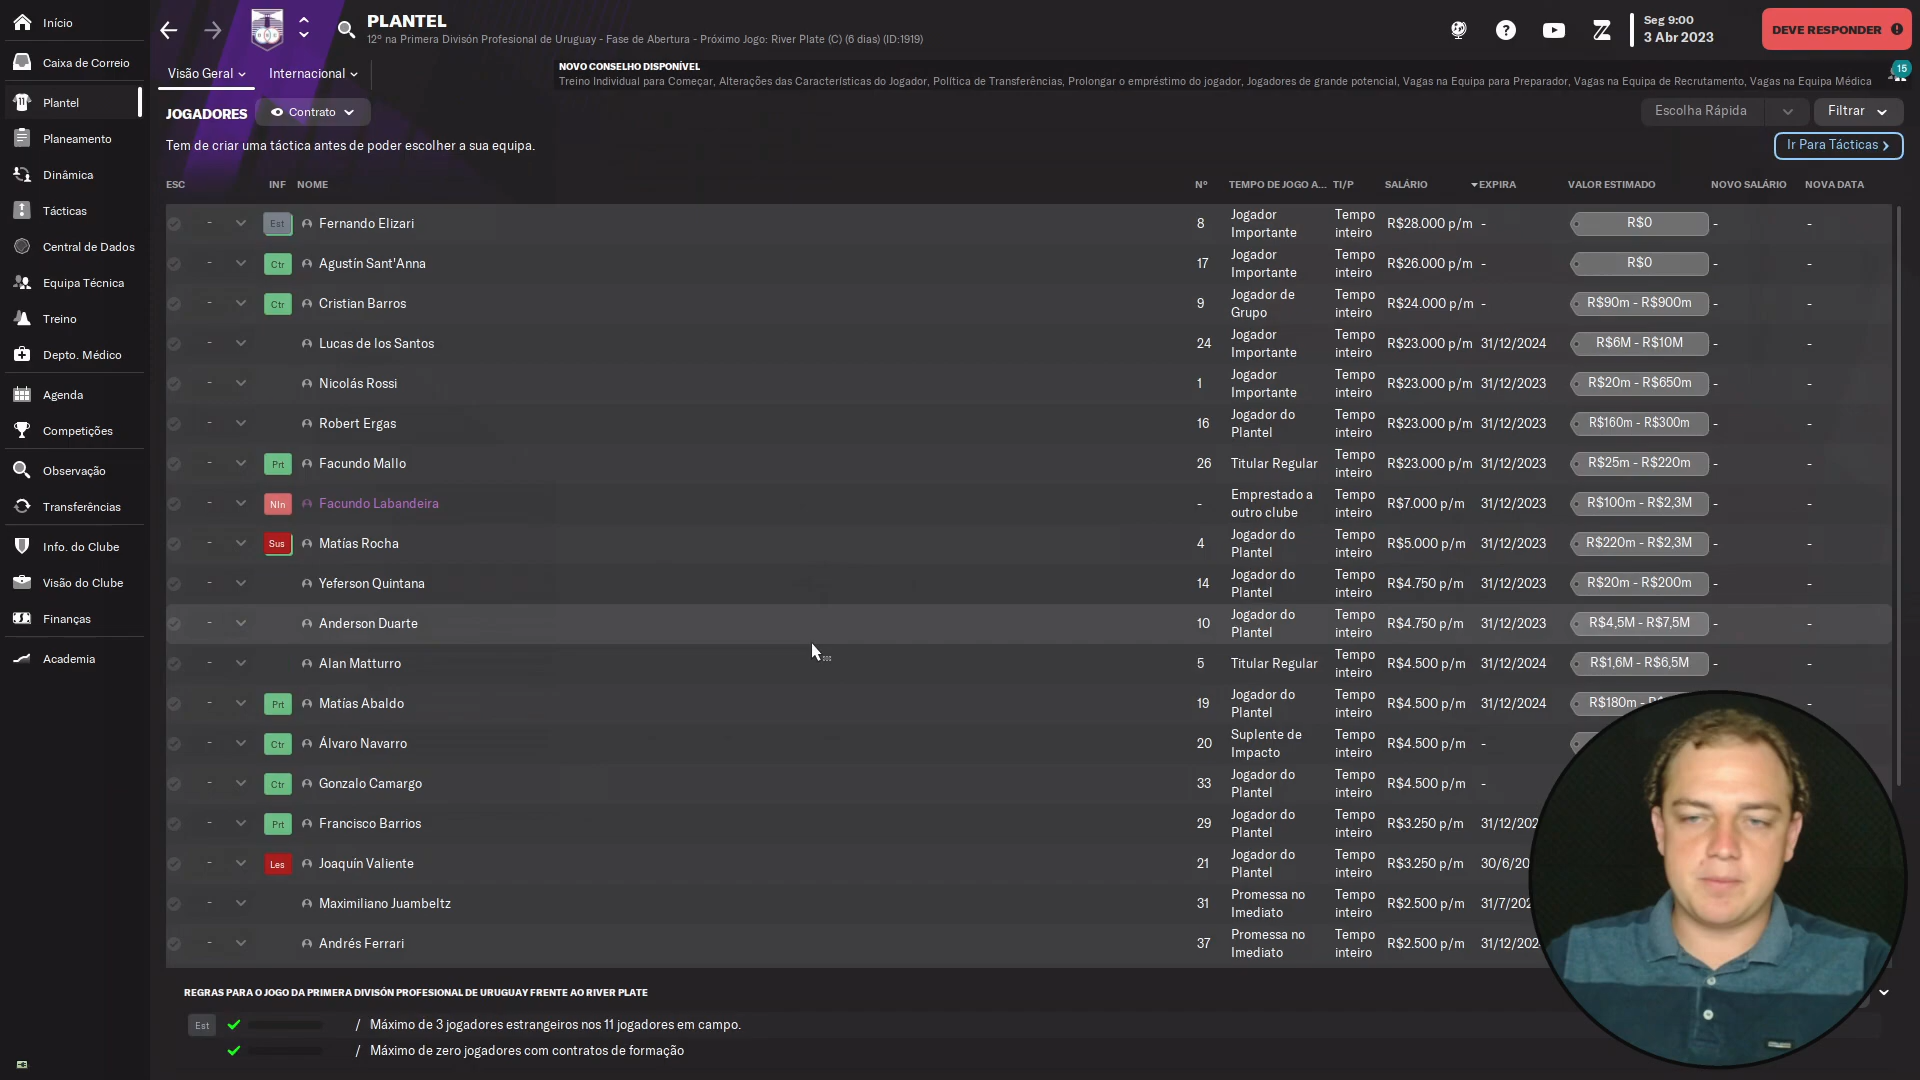 Início
Caixa de Correio
Plantel
Planeamento
Dinâmica
Tácticas
Central de Dados
Equipa Técnica
Treino
Depto. Médico
Agenda
Competições
Observação
Transferências
Info. do Clube
Visão do Clube
Finanças
Academia
PLANTEL
12º na Primera Divisón Profesional de Uruguay - Fase de Abertura - Próximo Jogo: River Plate (C) (6 dias) (ID:1919)
Seg 9:00
3 Abr 2023
DEVE RESPONDER
Visão Geral
Internacional
NOVO CONSELHO DISPONÍVEL
Treino Individual para Começar, Alterações das Características do Jogador, Política de Transferências, Prolongar o empréstimo do jogador, Jogadores de grande potencial, Vagas na Equipa para Preparador, Vagas na Equipa de Recrutamento, Vagas na Equipa Médica
15
JOGADORES
Contrato
Escolha Rápida
Filtrar
Tem de criar uma táctica antes de poder escolher a sua equipa.
Ir Para Tácticas
ESC INF NOME Nº TEMPO DE JOGO A... TI/P SALÁRIO EXPIRA VALOR ESTIMADO NOVO SALÁRIO NOVA DATA
- Est Fernando Elizari 8 Jogador Importante Tempo inteiro R$28.000 p/m - R$0 - -
- Ctr Agustín Sant'Anna 17 Jogador Importante Tempo inteiro R$26.000 p/m - R$0 - -
- Ctr Cristian Barros 9 Jogador de Grupo Tempo inteiro R$24.000 p/m - R$90m - R$900m - -
- Lucas de los Santos 24 Jogador Importante Tempo inteiro R$23.000 p/m 31/12/2024 R$6M - R$10M - -
- Nicolás Rossi 1 Jogador Importante Tempo inteiro R$23.000 p/m 31/12/2023 R$20m - R$650m - -
- Robert Ergas 16 Jogador do Plantel Tempo inteiro R$23.000 p/m 31/12/2023 R$160m - R$300m - -
- Prt Facundo Mallo 26 Titular Regular Tempo inteiro R$23.000 p/m 31/12/2023 R$25m - R$220m - -
- NIn Facundo Labandeira - Emprestado a outro clube Tempo inteiro R$7.000 p/m 31/12/2023 R$100m - R$2,3M - -
- Sus Matías Rocha 4 Jogador do Plantel Tempo inteiro R$5.000 p/m 31/12/2023 R$220m - R$2,3M - -
- Yeferson Quintana 14 Jogador do Plantel Tempo inteiro R$4.750 p/m 31/12/2023 R$20m - R$200m - -
- Anderson Duarte 10 Jogador do Plantel Tempo inteiro R$4.750 p/m 31/12/2023 R$4,5M - R$7,5M - -
- Alan Matturro 5 Titular Regular Tempo inteiro R$4.500 p/m 31/12/2024 R$1,6M - R$6,5M - -
- Prt Matías Abaldo 19 Jogador do Plantel Tempo inteiro R$4.500 p/m 31/12/2024 R$180m - -
- Ctr Álvaro Navarro 20 Suplente de Impacto Tempo inteiro R$4.500 p/m -
- Ctr Gonzalo Camargo 33 Jogador do Plantel Tempo inteiro R$4.500 p/m -
- Prt Francisco Barrios 29 Jogador do Plantel Tempo inteiro R$3.250 p/m 31/12/202
- Les Joaquín Valiente 21 Jogador do Plantel Tempo inteiro R$3.250 p/m 30/6/20
- Maximiliano Juambeltz 31 Promessa no Imediato Tempo inteiro R$2.500 p/m 31/7/202
- Andrés Ferrari 37 Promessa no Imediato Tempo inteiro R$2.500 p/m 31/12/202
REGRAS PARA O JOGO DA PRIMERA DIVISÓN PROFESIONAL DE URUGUAY FRENTE AO RIVER PLATE
Est / Máximo de 3 jogadores estrangeiros nos 11 jogadores em campo.
/ Máximo de zero jogadores com contratos de formação